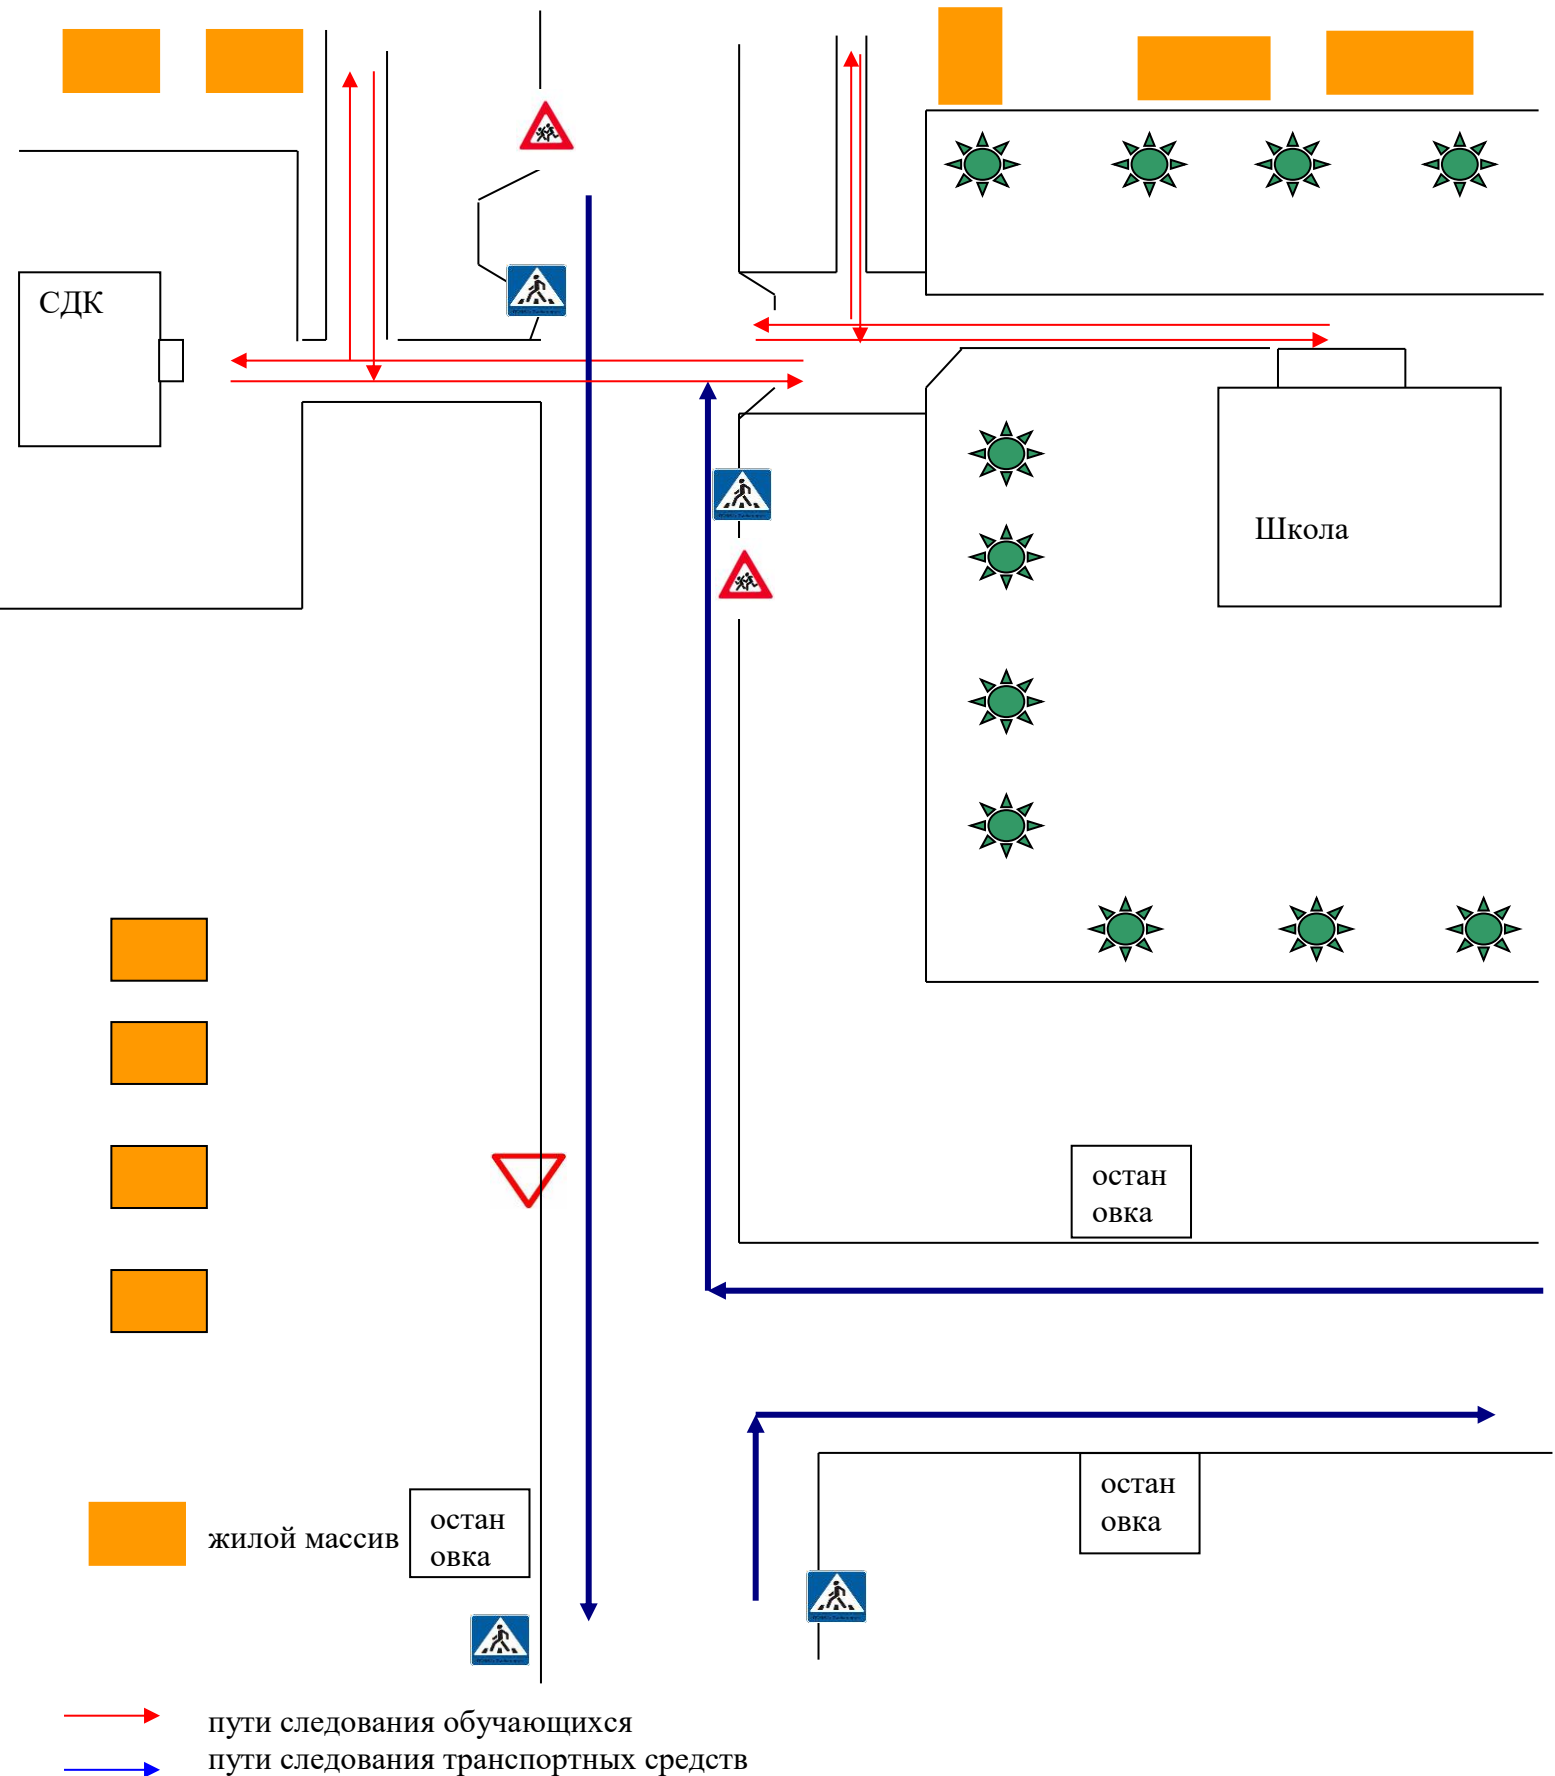 СДК
Школа
остан
овка
остан
овка
жилой массив
остан
овка
пути следования обучающихся
пути следования транспортных средств